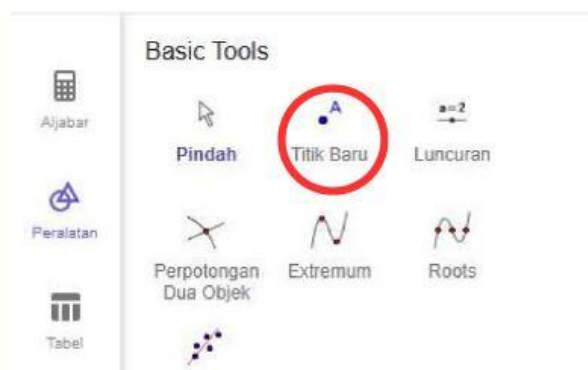 Basic Tools
Aljabar
A
a=2
Pindah
Titik Baru
Luncuran
Peralatan
Perpotongan
Dua Objek
Extremum
Roots
Tabel